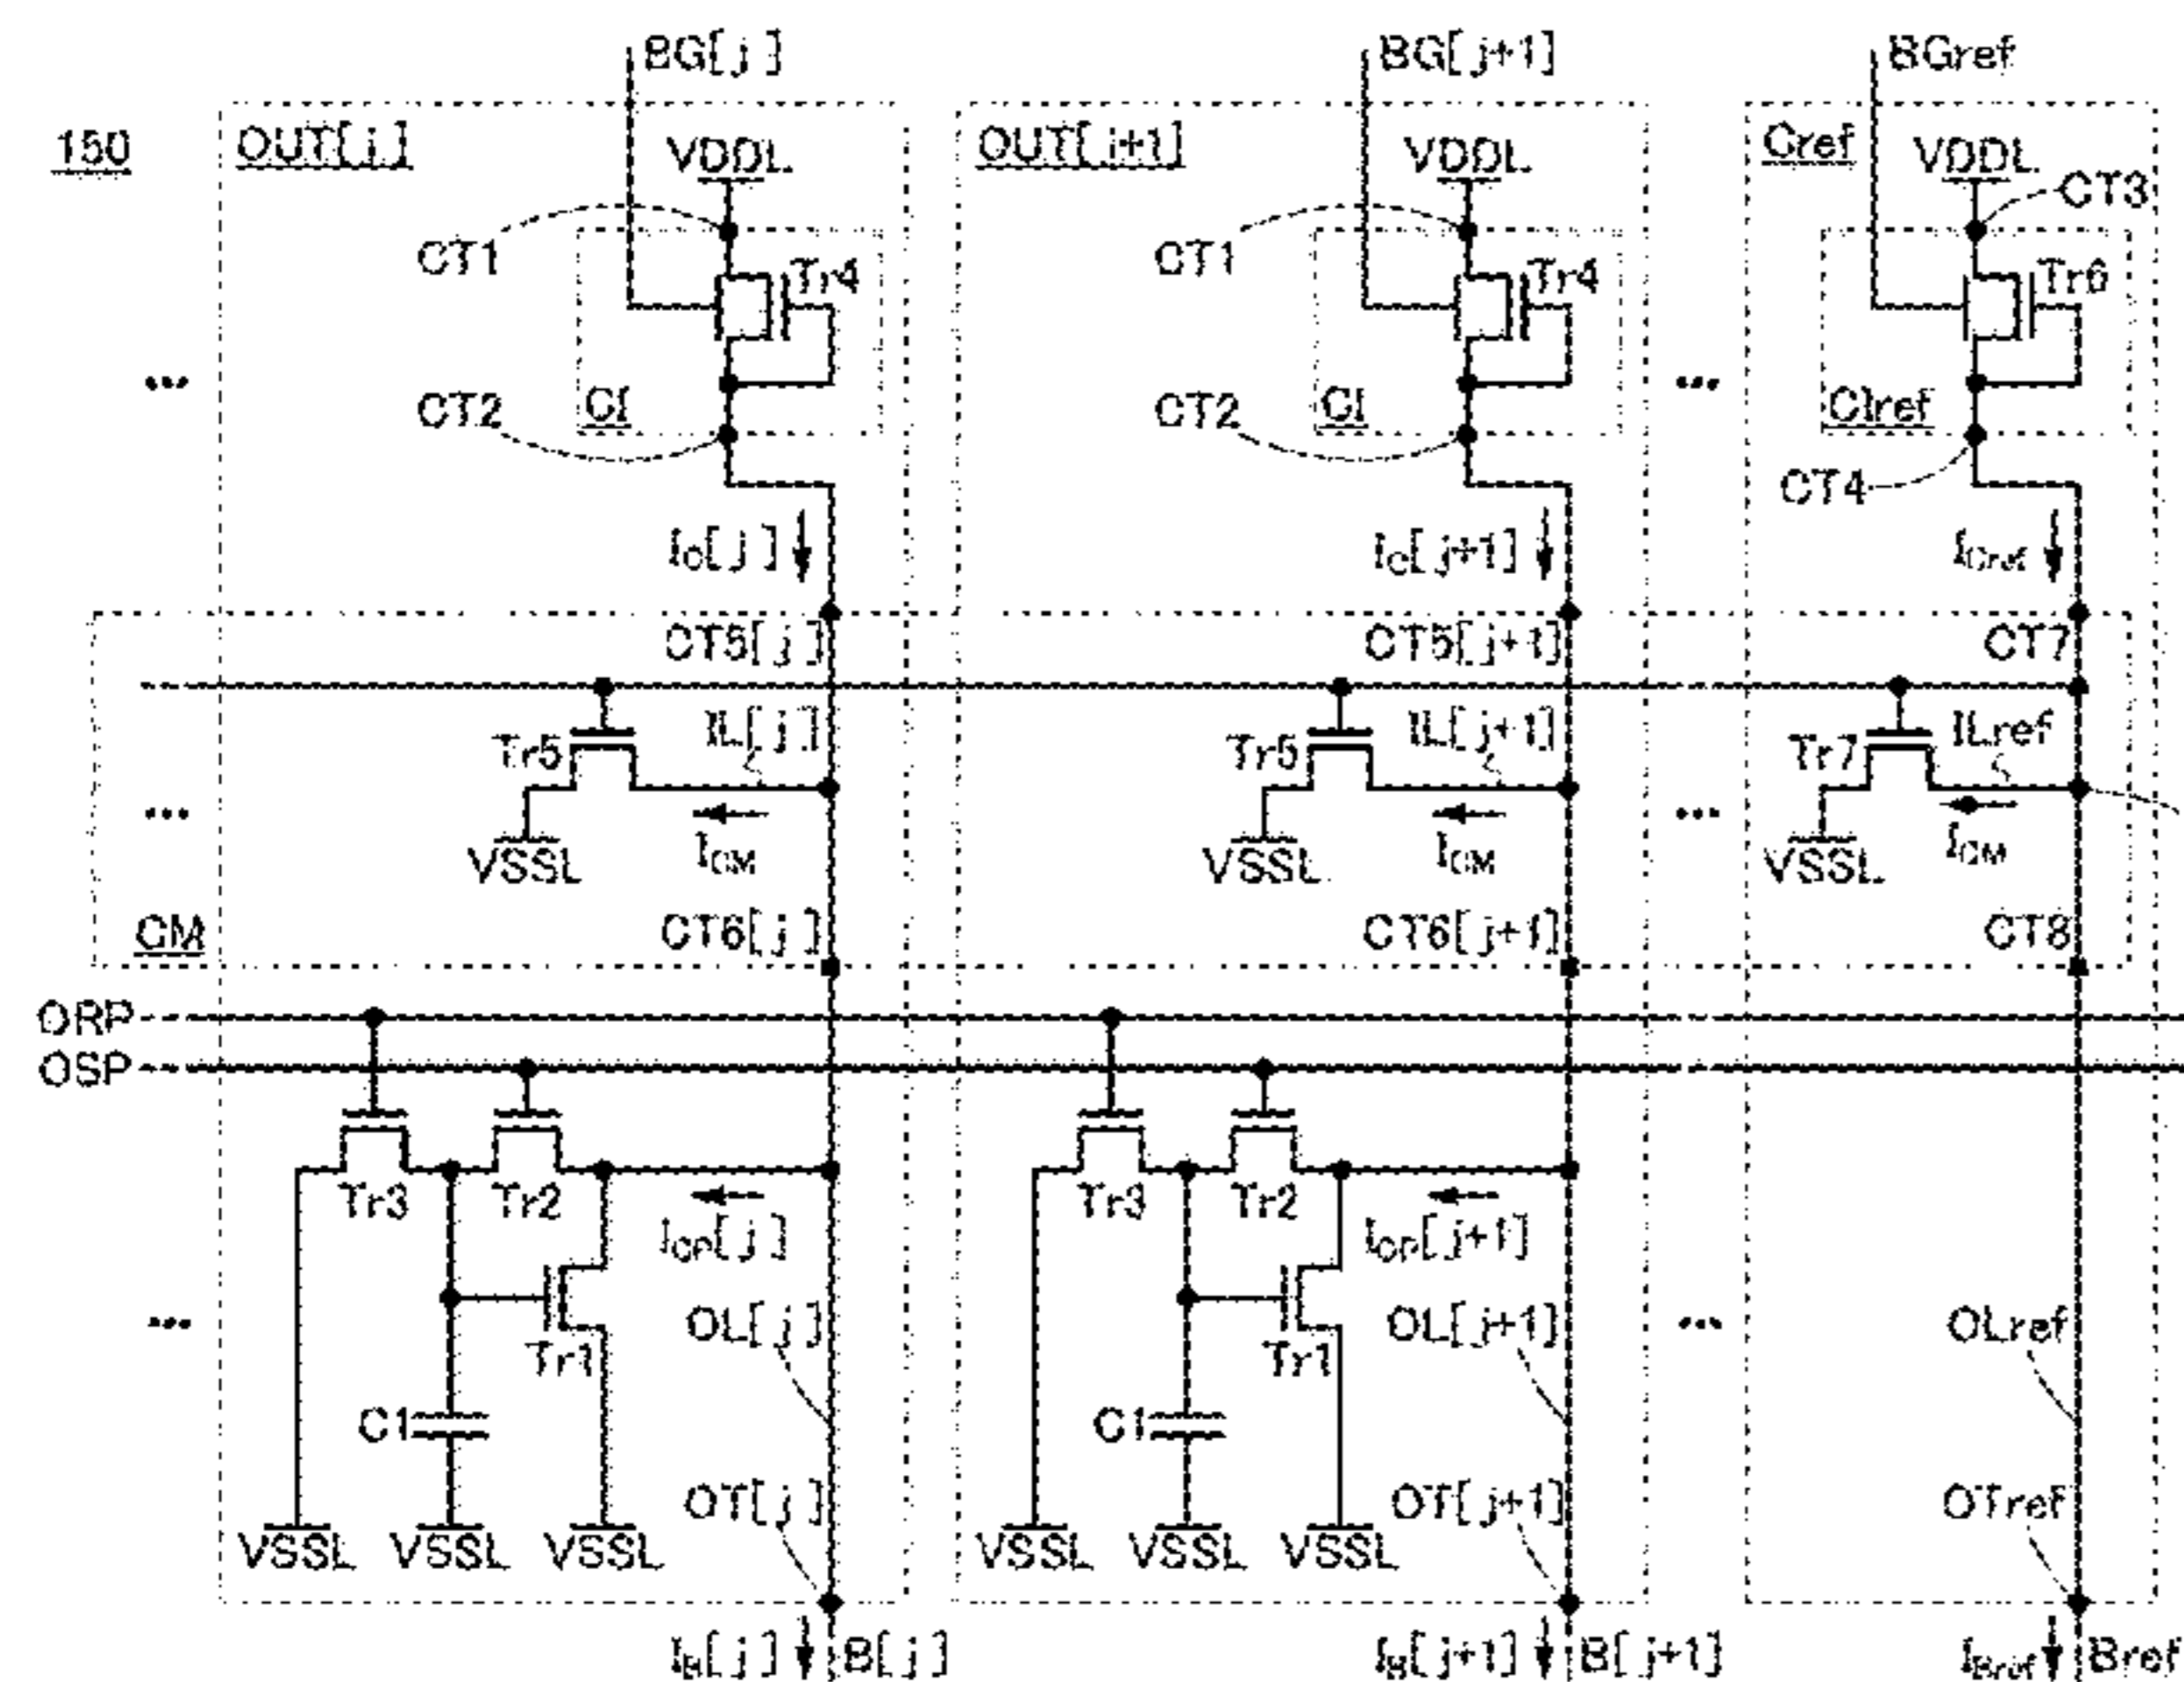 BG[j] BG[j+1] BGref
150 OUT[j] OUT[j+1] Cref
VDDL VDDL VDDL
CT3
CT1 CT1
Tr4 Tr4 Tr6
CT2 CI CT2 CI CIref
CT4
IC[j] IC[j+1] ICref
CT5[j] CT5[j+1] CT7
IL[j] IL[j+1] ILref
Tr5 Tr5 Tr7
VSSL ICM VSSL ICM VSSL ICM
CM CT6[j] CT6[j+1] CT8
ORP
OSP
Tr3 Tr2 Tr3 Tr2
ICP[j] ICP[j+1]
OL[j] OL[j+1] OLref
Tr1 Tr1
C1 C1
OT[j] OT[j+1] OTref
VSSL VSSL VSSL VSSL VSSL VSSL
IB[j] B[j] IB[j+1] B[j+1] IBref Bref